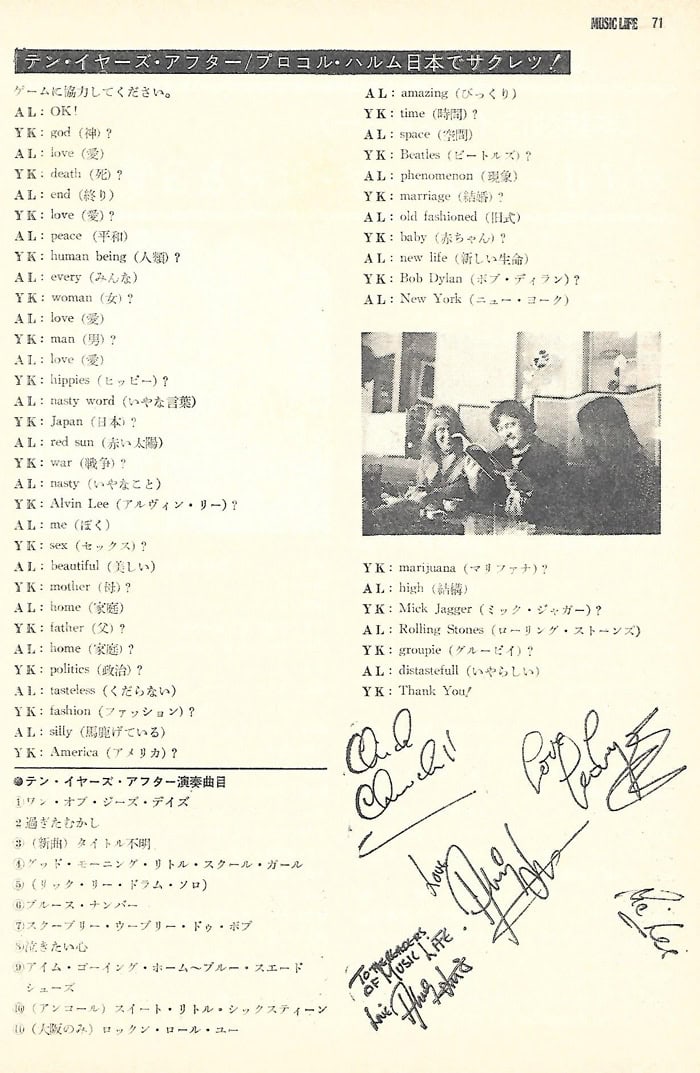 MUSIC LIFE 71
テン・イヤーズ・アフター/プロコル・ハルム日本でサクレツ!
ゲームに協力してください。
AL: OK!
YK: god (神)?
AL: love (愛)
YK: death (死)?
AL: end (終り)
YK: love (愛)?
AL: peace (平和)
YK: human being (人類)?
AL: every (みんな)
YK: woman (女)?
AL: love (愛)
YK: man (男)?
AL: love (愛)
YK: hippies (ヒッピー)?
AL: nasty word (いやな言葉)
YK: Japan (日本)?
AL: red sun (赤い太陽)
YK: war (戦争)?
AL: nasty (いやなこと)
YK: Alvin Lee (アルヴィン・リー)?
AL: me (ぼく)
YK: sex (セックス)?
AL: beautiful (美しい)
YK: mother (母)?
AL: home (家庭)
YK: father (父)?
AL: home (家庭)?
YK: politics (政治)?
AL: tasteless (くだらない)
YK: fashion (ファッション)?
AL: silly (馬鹿げている)
YK: America (アメリカ)?
●テン・イヤーズ・アフター演奏曲目
①ワン・オブ・ジーズ・デイズ
②過ぎたむかし
③(新曲)タイトル不明
④グッド・モーニング・リトル・スクール・ガール
⑤(リック・リー・ドラム・ソロ)
⑥ブルース・ナンバー
⑦スクーブリー・ウーブリー・ドゥ・ボブ
⑧泣きたい心
⑨アイム・ゴーイング・ホーム〜ブルー・スエード
シューズ
⑩(アンコール)スイート・リトル・シックスティーン
⑪(大阪のみ)ロックン・ロール・ユー
AL: amazing (びっくり)
YK: time (時間)?
AL: space (空間)
YK: Beatles (ビートルズ)?
AL: phenomenon (現象)
YK: marriage (結婚)?
AL: old fashioned (旧式)
YK: baby (赤ちゃん)?
AL: new life (新しい生命)
YK: Bob Dylan (ボブ・ディラン)?
AL: New York (ニュー・ヨーク)
YK: marijuana (マリファナ)?
AL: high (結構)
YK: Mick Jagger (ミック・ジャガー)?
AL: Rolling Stones (ローリング・ストーンズ)
YK: groupie (グルーピイ)?
AL: distastefull (いやらしい)
YK: Thank You!
Chick
Churchill
Love
Love
TO THE READERS
OF MUSIC LIFE.
Love